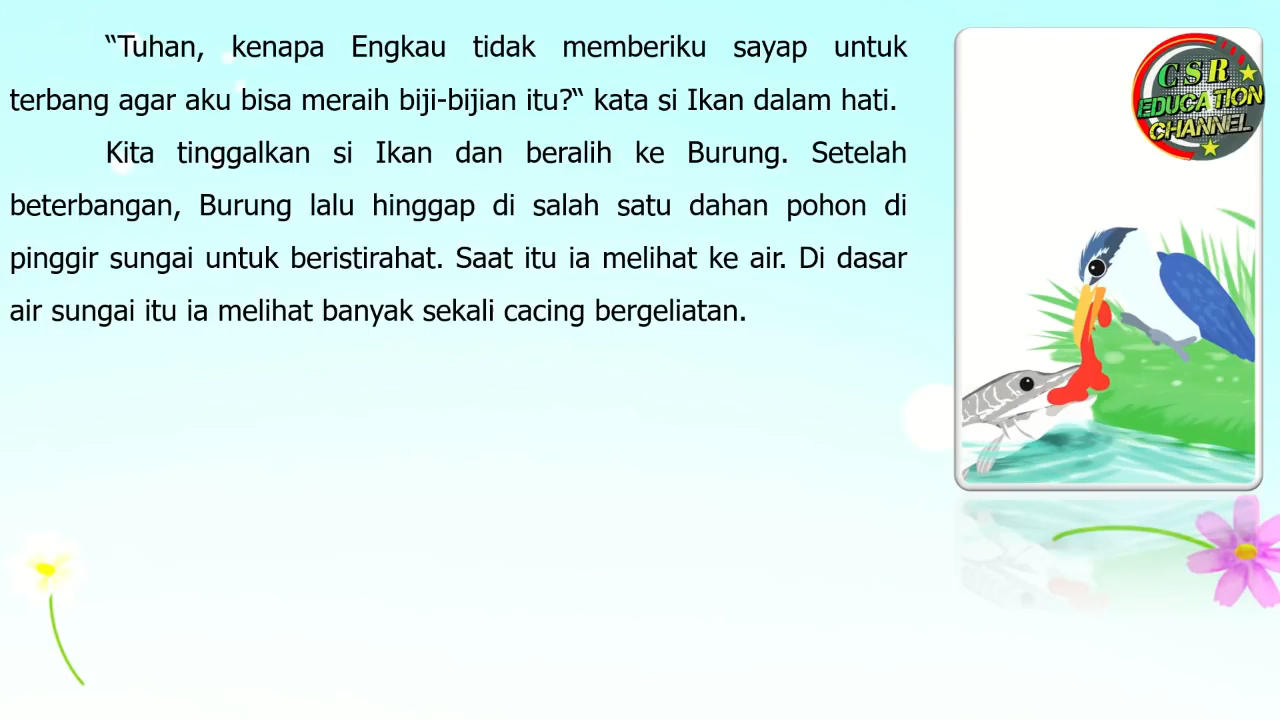 “Tuhan, kenapa Engkau tidak memberiku sayap untuk
terbang agar aku bisa meraih biji-bijian itu?“ kata si Ikan dalam hati.
Kita tinggalkan si Ikan dan beralih ke Burung. Setelah
beterbangan, Burung lalu hinggap di salah satu dahan pohon di
pinggir sungai untuk beristirahat. Saat itu ia melihat ke air. Di dasar
air sungai itu ia melihat banyak sekali cacing bergeliatan.
CSR
EDUCATION
CHANNEL